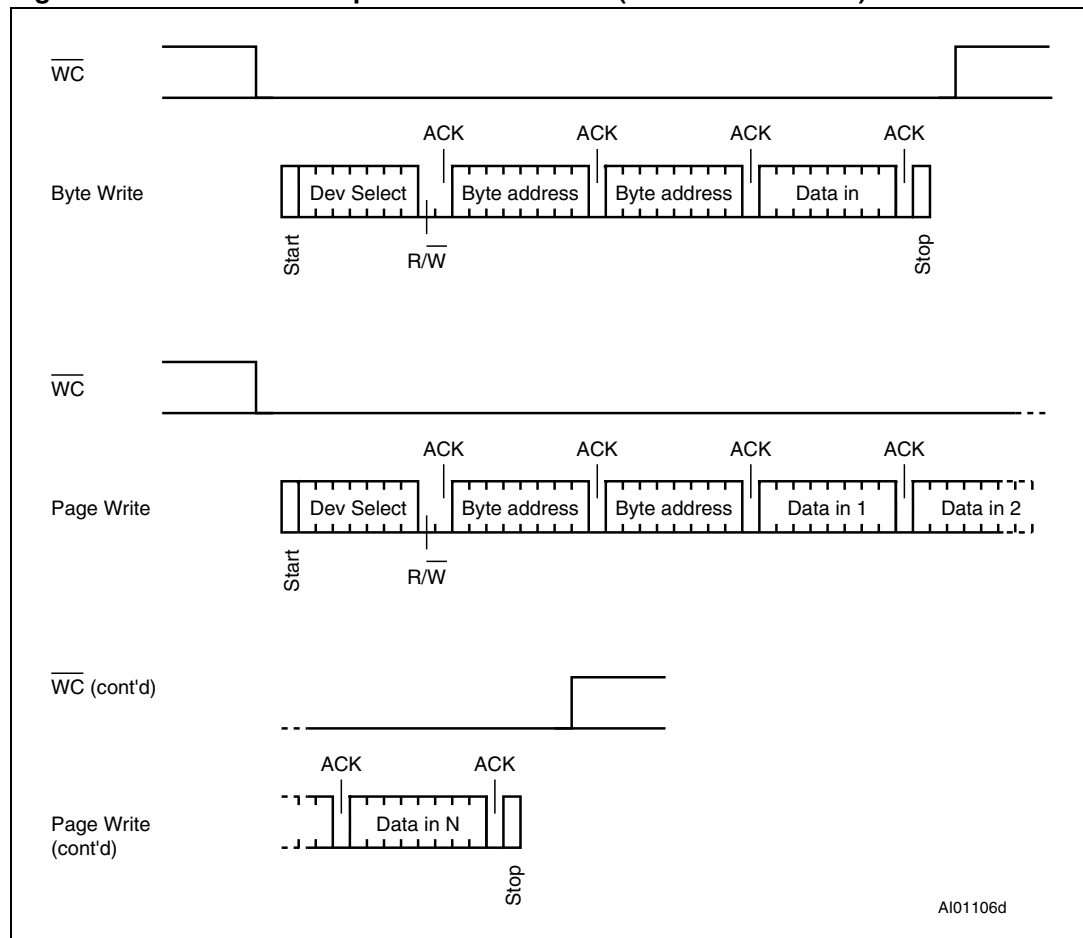 WC
ACK ACK ACK ACK
Byte Write Dev Select Byte address Byte address Data in
Start R/W Stop
WC
ACK ACK ACK ACK
Page Write Dev Select Byte address Byte address Data in 1 Data in 2
Start R/W
WC (cont'd)
ACK ACK
Page Write
(cont'd) Data in N
Stop
AI01106d